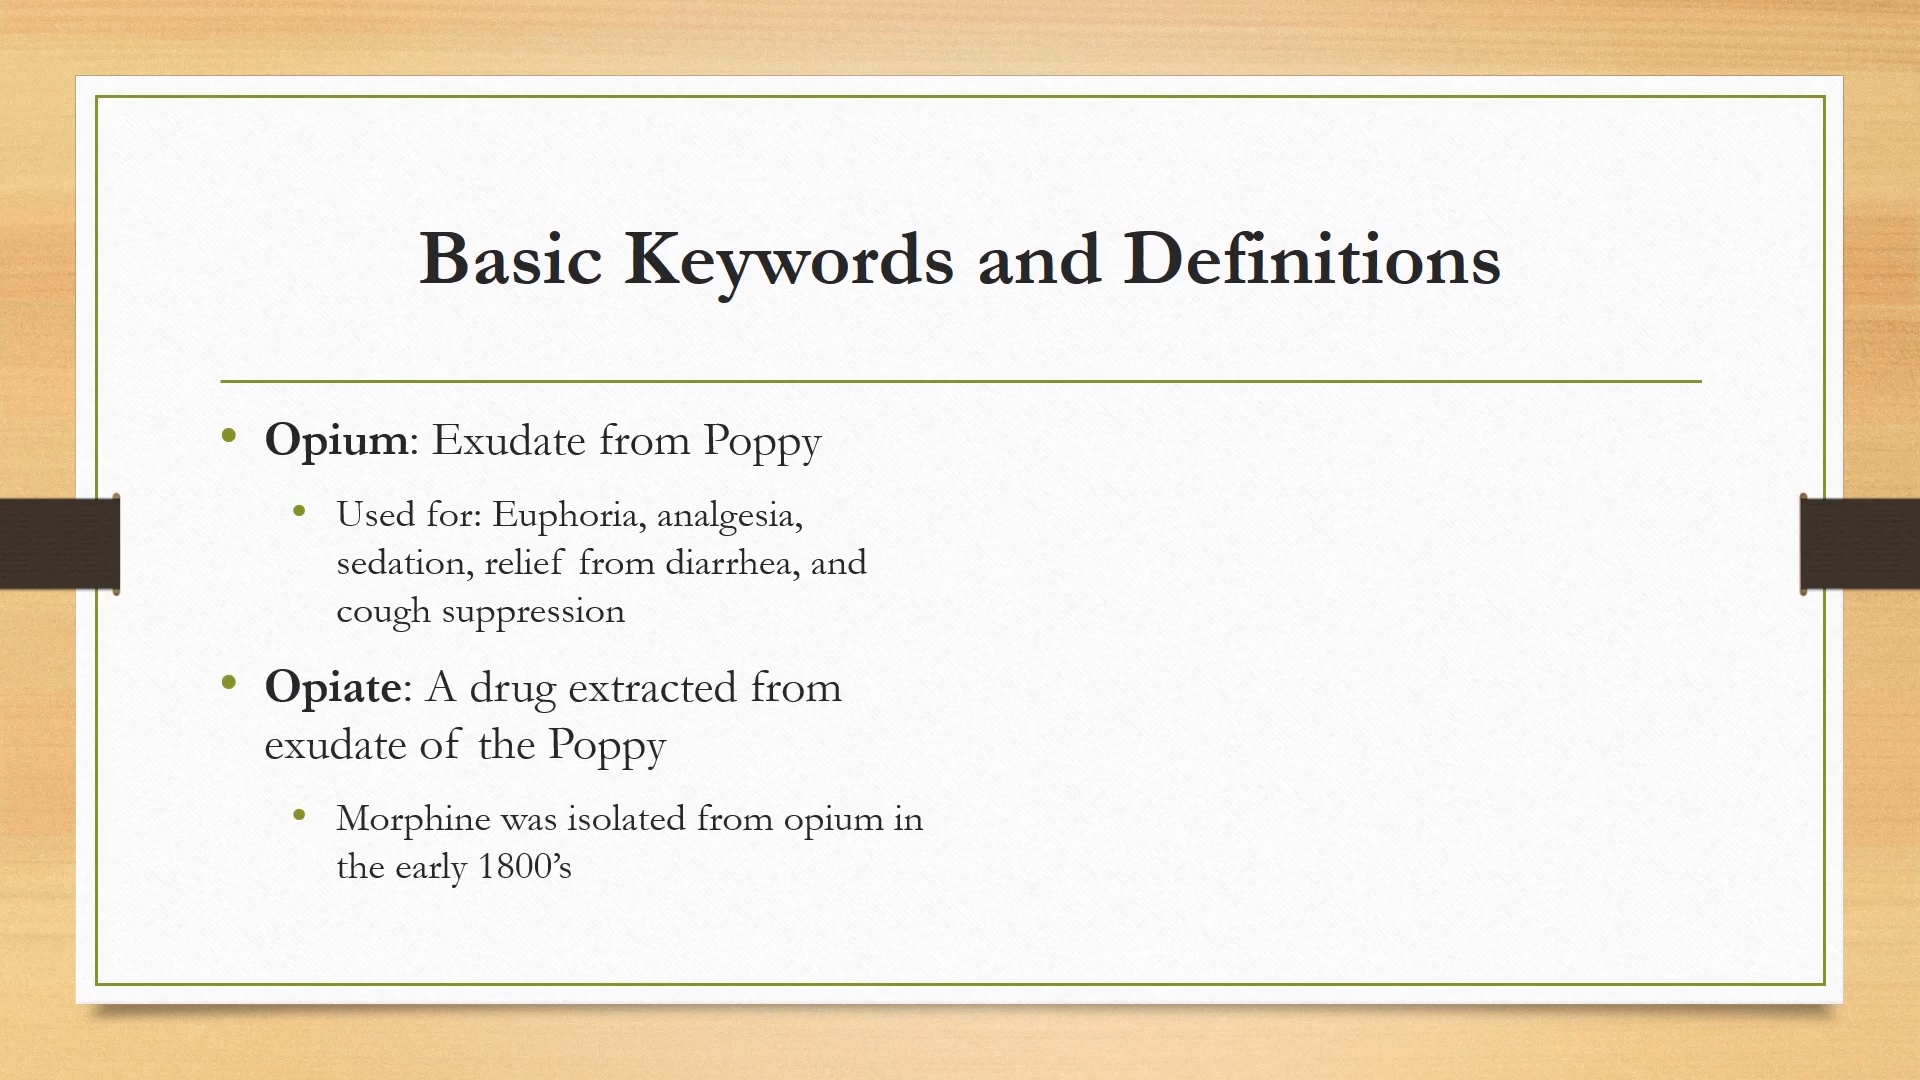 Basic Keywords and Definitions
• Opium: Exudate from Poppy
• Used for: Euphoria, analgesia,
sedation, relief from diarrhea, and
cough suppression
• Opiate: A drug extracted from
exudate of the Poppy
• Morphine was isolated from opium in
the early 1800’s